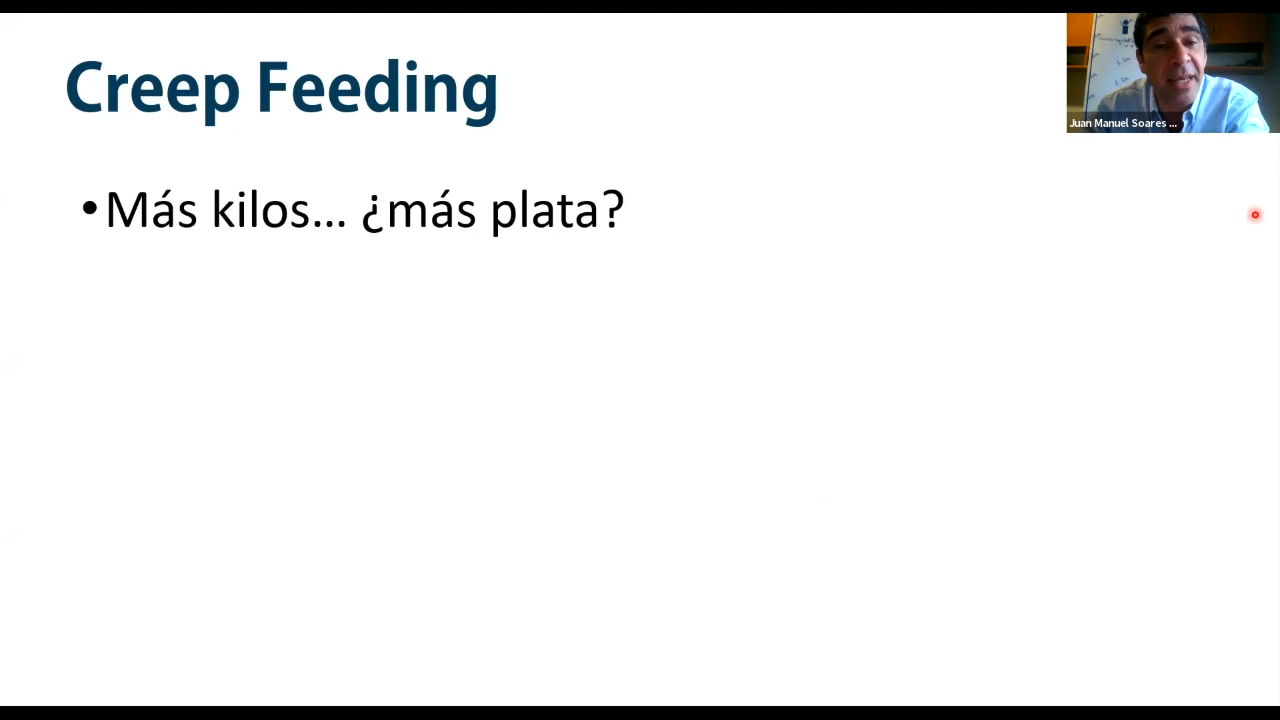 Creep Feeding
•Más kilos... ¿más plata?
Juan Manuel Soares ...